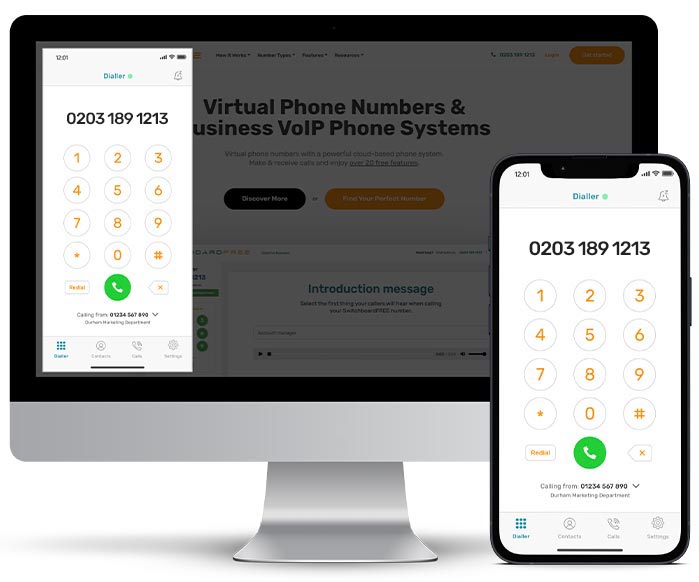 12:01
Dialler
0203 189 1213
1 2 3
4 5 6
7 8 9
* 0 #
Redial
Calling from: 01234 567 890
Durham Marketing Department
Dialler Contacts Calls Settings
How It Works Number Types Features Resources 0203 189 1213 Login Get started
Virtual Phone Numbers &
usiness VoIP Phone Systems
Virtual phone numbers with a powerful cloud-based phone system.
Make & receive calls and enjoy over 20 free features.
Discover More or Find Your Perfect Number
BOARDFREE
Introduction message
Select the first thing your callers will hear when calling
your SwitchboardFREE number.
Account manager
12:01
Dialler
0203 189 1213
1 2 3
4 5 6
7 8 9
* 0 #
Redial
Calling from: 01234 567 890
Durham Marketing Department
Dialler Contacts Calls Settings